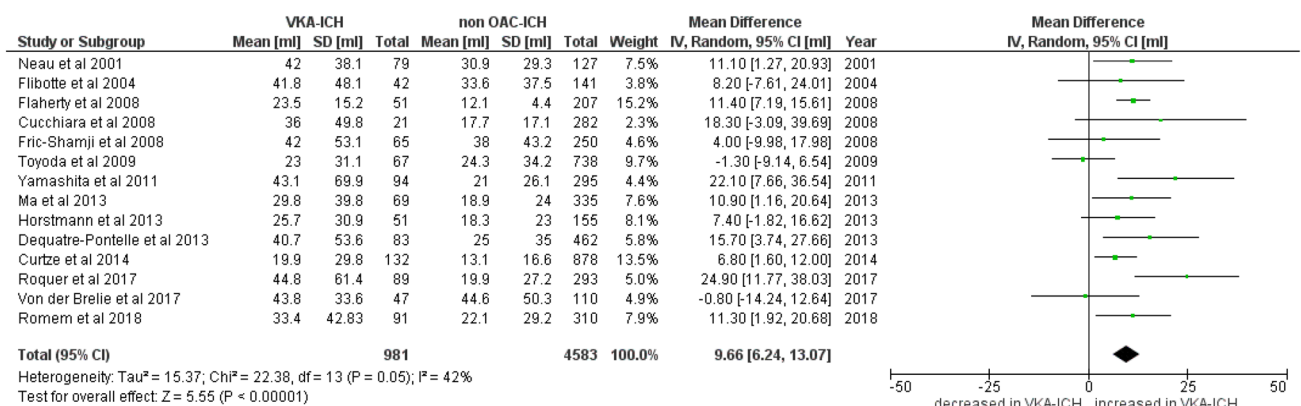 VKA-ICH non OAC-ICH Mean Difference Mean Difference
Study or Subgroup Mean [ml] SD [ml] Total Mean [ml] SD [ml] Total Weight IV, Random, 95% CI [ml] Year IV, Random, 95% CI [ml]
Neau et al 2001 42 38.1 79 30.9 29.3 127 7.5% 11.10 [1.27, 20.93] 2001
Flibotte et al 2004 41.8 48.1 42 33.6 37.5 141 3.8% 8.20 [-7.61, 24.01] 2004
Flaherty et al 2008 23.5 15.2 51 12.1 4.4 207 15.2% 11.40 [7.19, 15.61] 2008
Cucchiara et al 2008 36 49.8 21 17.7 17.1 282 2.3% 18.30 [-3.09, 39.69] 2008
Fric-Shamji et al 2008 42 53.1 65 38 43.2 250 4.6% 4.00 [-9.98, 17.98] 2008
Toyoda et al 2009 23 31.1 67 24.3 34.2 738 9.7% -1.30 [-9.14, 6.54] 2009
Yamashita et al 2011 43.1 69.9 94 21 26.1 295 4.4% 22.10 [7.66, 36.54] 2011
Ma et al 2013 29.8 39.8 69 18.9 24 335 7.6% 10.90 [1.16, 20.64] 2013
Horstmann et al 2013 25.7 30.9 51 18.3 23 155 8.1% 7.40 [-1.82, 16.62] 2013
Dequatre-Pontelle et al 2013 40.7 53.6 83 25 35 462 5.8% 15.70 [3.74, 27.66] 2013
Curtze et al 2014 19.9 29.8 132 13.1 16.6 878 13.5% 6.80 [1.60, 12.00] 2014
Roquer et al 2017 44.8 61.4 89 19.9 27.2 293 5.0% 24.90 [11.77, 38.03] 2017
Von der Brelie et al 2017 43.8 33.6 47 44.6 50.3 110 4.9% -0.80 [-14.24, 12.64] 2017
Romem et al 2018 33.4 42.83 91 22.1 29.2 310 7.9% 11.30 [1.92, 20.68] 2018
Total (95% CI) 981 4583 100.0% 9.66 [6.24, 13.07]
Heterogeneity: Tau² = 15.37; Chi² = 22.38, df = 13 (P = 0.05); I² = 42%
Test for overall effect: Z = 5.55 (P < 0.00001)
-50 -25 0 25 50
decreased in VKA-ICH increased in VKA-ICH